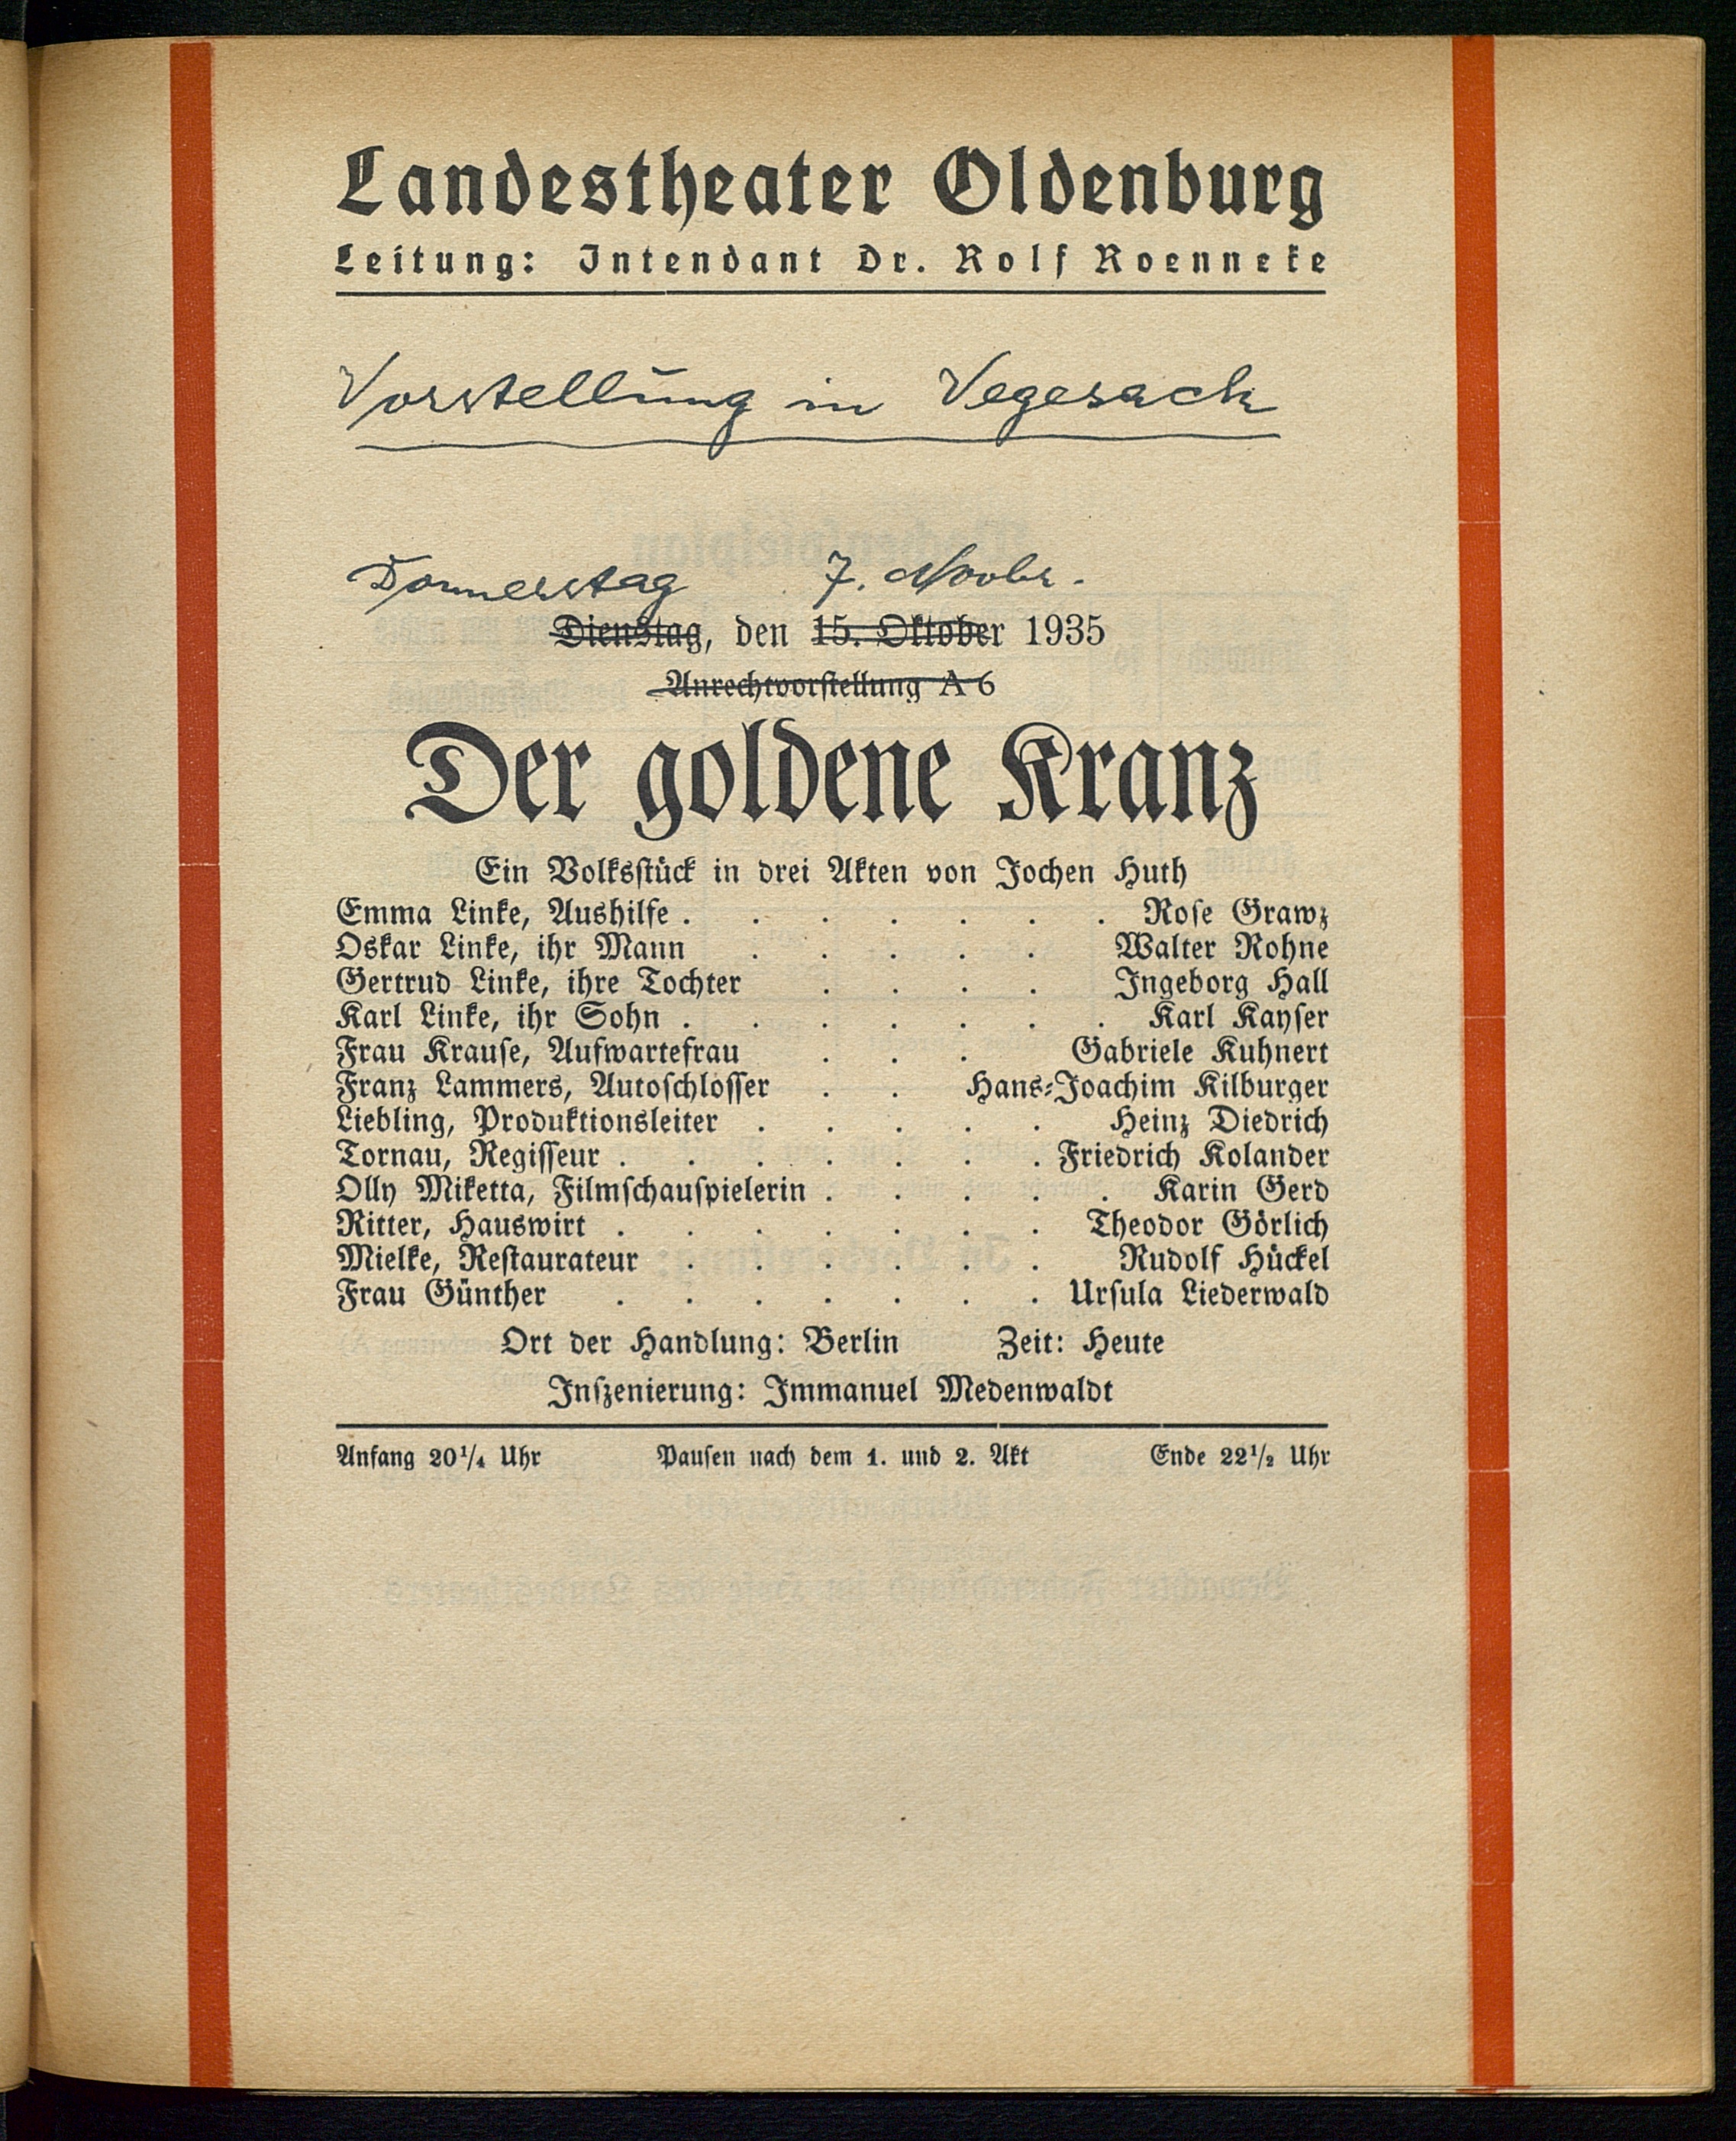 Landestheater Oldenburg
Leitung: Intendant Dr. Rolf Roenneke
Vorstellung in Vegesack
Donnerstag 7. Novbr.
Dienstag, den 15. Oktober 1935
Anrechtvorstellung A 6
Der goldene Kranz
Ein Volksstück in drei Akten von Jochen Huth
Emma Linke, Aushilfe . . . . . . . Rose Grawz
Oskar Linke, ihr Mann . . . . . Walter Rohne
Gertrud Linke, ihre Tochter . . . . Ingeborg Hall
Karl Linke, ihr Sohn . . . . . . . Karl Kayser
Frau Krause, Aufwartefrau . . . Gabriele Kuhnert
Franz Lammers, Autoschlosser . . Hans-Joachim Kilburger
Liebling, Produktionsleiter . . . . . Heinz Diedrich
Tornau, Regisseur . . . . . . . Friedrich Kolander
Olly Miketta, Filmschauspielerin . . . . . Karin Gerd
Ritter, Hauswirt . . . . . . . Theodor Görlich
Mielke, Restaurateur . . . . . . Rudolf Hückel
Frau Günther . . . . . . . Ursula Liederwald
Ort der Handlung: Berlin Zeit: Heute
Inszenierung: Immanuel Medenwaldt
Anfang 20¹/₄ Uhr Pausen nach dem 1. und 2. Akt Ende 22¹/₂ Uhr